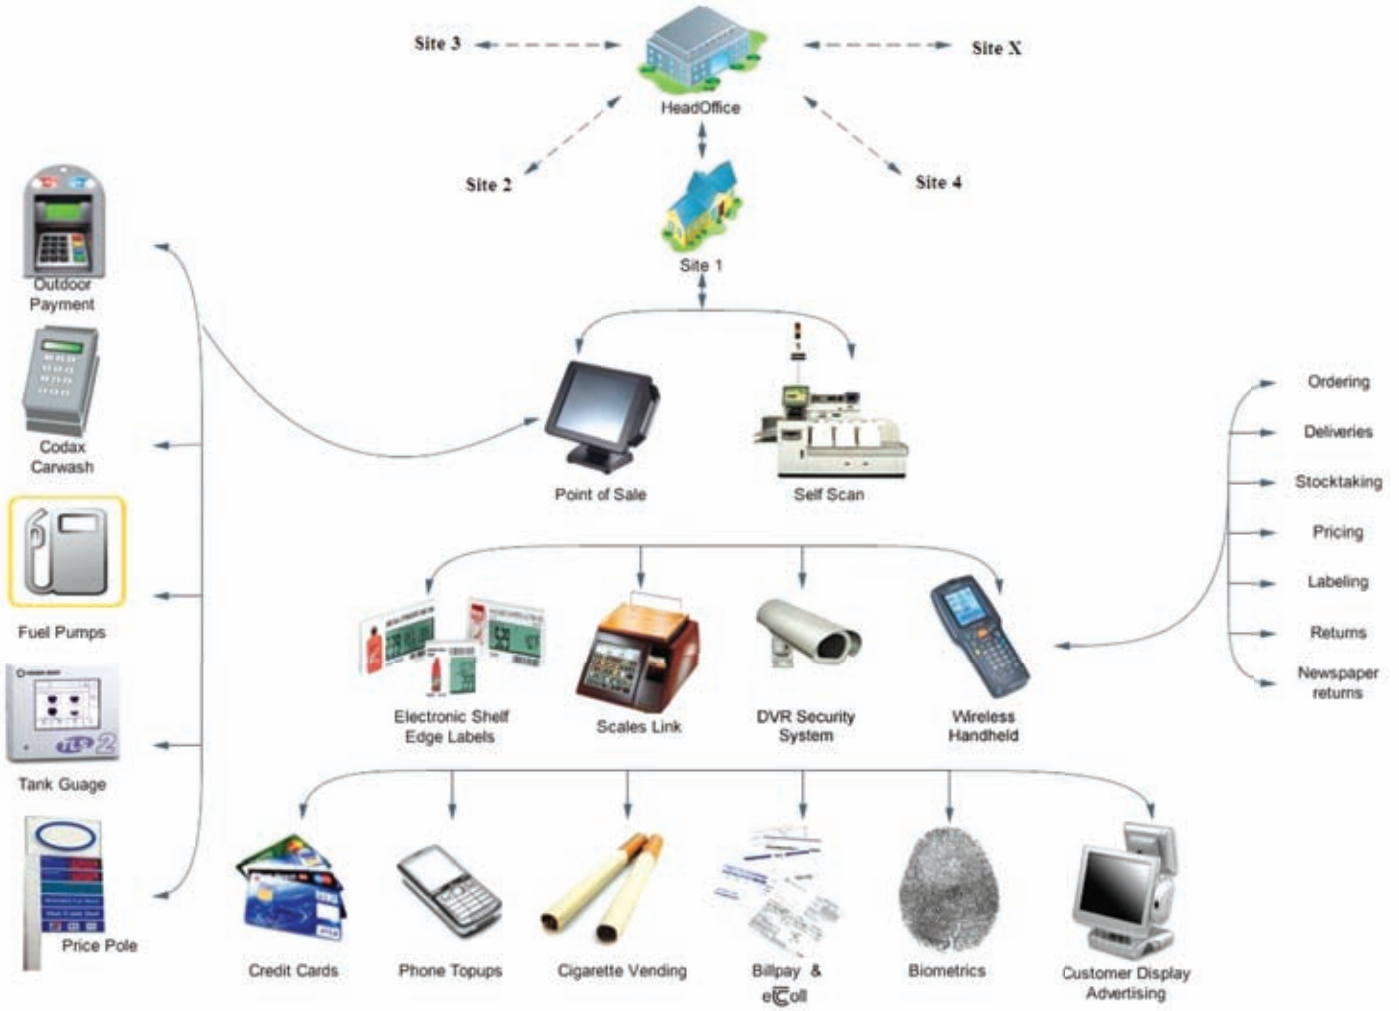 Site 3
Site X
HeadOffice
Site 2
Site 4
Site 1
Outdoor
Payment
Codax
Carwash
Fuel Pumps
TLS 2
Tank Guage
Price Pole
Point of Sale
Self Scan
Ordering
Deliveries
Stocktaking
Pricing
Labeling
Returns
Newspaper
returns
Electronic Shelf
Edge Labels
Scales Link
DVR Security
System
Wireless
Handheld
Credit Cards
Phone Topups
Cigarette Vending
Billpay &
Biometrics
Customer Display
Advertising